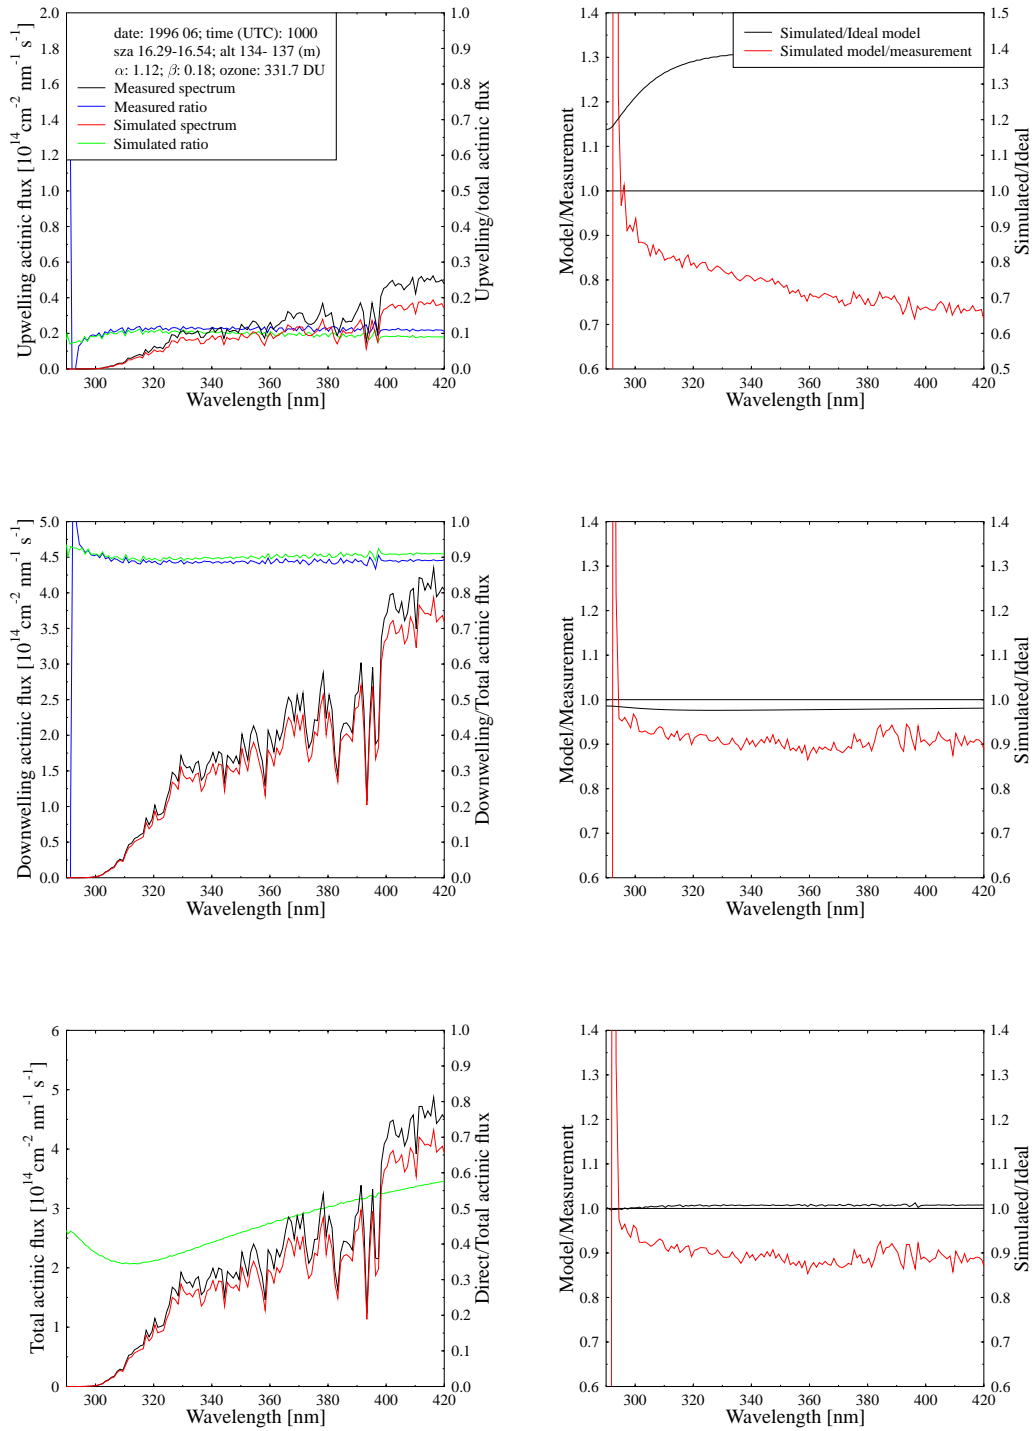 date: 1996 06; time (UTC): 1000
sza 16.29-16.54; alt 134- 137 (m)
α: 1.12; β: 0.18; ozone: 331.7 DU
Measured spectrum
Measured ratio
Simulated spectrum
Simulated ratio
Upwelling actinic flux [10^14 cm^-2 nm^-1 s^-1]
0.0 0.2 0.4 0.6 0.8 1.0 1.2 1.4 1.6 1.8 2.0
Upwelling/total actinic flux
0.0 0.1 0.2 0.3 0.4 0.5 0.6 0.7 0.8 0.9 1.0
300 320 340 360 380 400 420
Wavelength [nm]
Simulated/Ideal model
Simulated model/measurement
Model/Measurement
0.6 0.7 0.8 0.9 1.0 1.1 1.2 1.3 1.4
Simulated/Ideal
0.5 0.6 0.7 0.8 0.9 1.0 1.1 1.2 1.3 1.4 1.5
300 320 340 360 380 400 420
Wavelength [nm]
Downwelling actinic flux [10^14 cm^-2 nm^-1 s^-1]
0.0 0.5 1.0 1.5 2.0 2.5 3.0 3.5 4.0 4.5 5.0
Downwelling/Total actinic flux
0.0 0.1 0.2 0.3 0.4 0.5 0.6 0.7 0.8 0.9 1.0
300 320 340 360 380 400 420
Wavelength [nm]
Model/Measurement
0.6 0.7 0.8 0.9 1.0 1.1 1.2 1.3 1.4
Simulated/Ideal
0.6 0.7 0.8 0.9 1.0 1.1 1.2 1.3 1.4
300 320 340 360 380 400 420
Wavelength [nm]
Total actinic flux [10^14 cm^-2 nm^-1 s^-1]
0 1 2 3 4 5 6
Direct/Total actinic flux
0.0 0.1 0.2 0.3 0.4 0.5 0.6 0.7 0.8 0.9 1.0
300 320 340 360 380 400 420
Wavelength [nm]
Model/Measurement
0.6 0.7 0.8 0.9 1.0 1.1 1.2 1.3 1.4
Simulated/Ideal
0.6 0.7 0.8 0.9 1.0 1.1 1.2 1.3 1.4
300 320 340 360 380 400 420
Wavelength [nm]